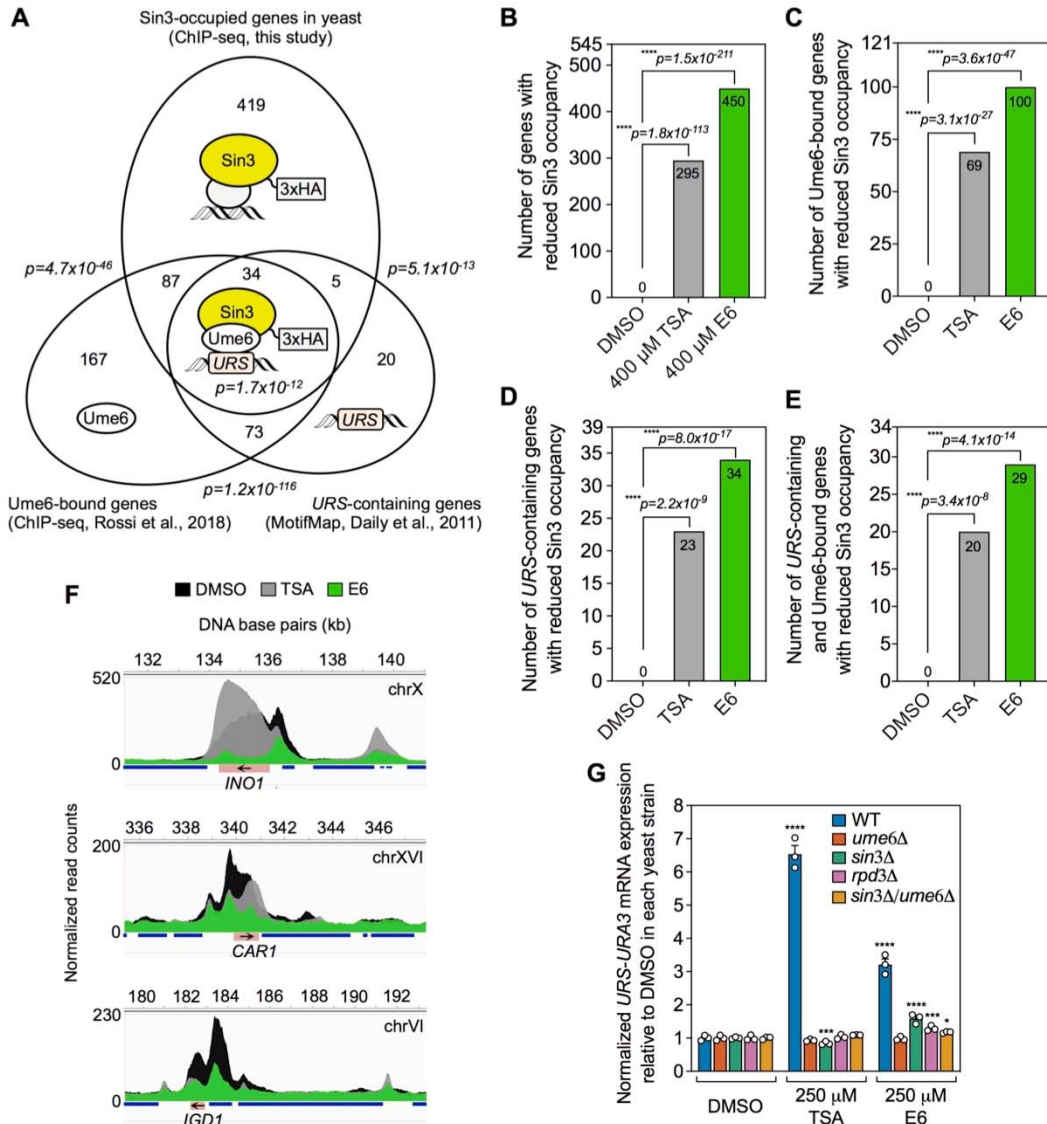 A
Sin3-occupied genes in yeast
(ChIP-seq, this study)
419
Sin3
3xHA
p=4.7x10-46
p=5.1x10-13
87
34
5
Sin3
Ume6
3xHA
URS
p=1.7x10-12
167
20
Ume6
URS
73
p=1.2x10-116
Ume6-bound genes
(ChIP-seq, Rossi et al., 2018)
URS-containing genes
(MotifMap, Daily et al., 2011)
B
Number of genes with
reduced Sin3 occupancy
545
500
400
300
200
100
0
****p=1.5x10-211
****p=1.8x10-113
0
295
450
DMSO
400 µM TSA
400 µM E6
C
Number of Ume6-bound genes
with reduced Sin3 occupancy
121
100
75
50
25
0
****p=3.6x10-47
****p=3.1x10-27
0
69
100
DMSO
TSA
E6
D
Number of URS-containing genes
with reduced Sin3 occupancy
39
35
30
25
20
15
10
5
0
****p=8.0x10-17
****p=2.2x10-9
0
23
34
DMSO
TSA
E6
E
Number of URS-containing
and Ume6-bound genes
with reduced Sin3 occupancy
34
30
25
20
15
10
5
0
****p=4.1x10-14
****p=3.4x10-8
0
20
29
DMSO
TSA
E6
F
DMSO TSA E6
DNA base pairs (kb)
Normalized read counts
132 134 136 138 140
520
0
chrX
INO1
336 338 340 342 344 346
200
0
chrXVI
CAR1
180 182 184 186 188 190 192
230
0
chrVI
IGD1
G
Normalized URS-URA3 mRNA expression
relative to DMSO in each yeast strain
8
7
6
5
4
3
2
1
0
WT
ume6Δ
sin3Δ
rpd3Δ
sin3Δ/ume6Δ
****
***
****
****
***
*
DMSO
250 µM
TSA
250 µM
E6